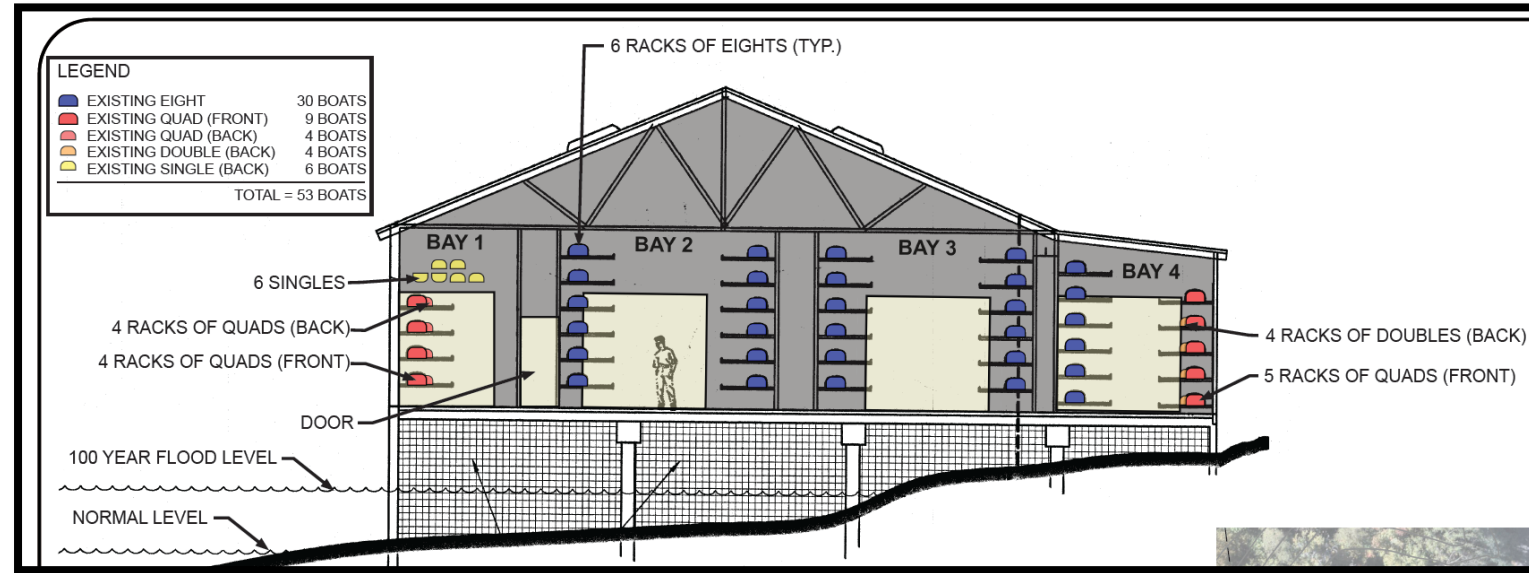 6 RACKS OF EIGHTS (TYP.)
LEGEND
EXISTING EIGHT 30 BOATS
EXISTING QUAD (FRONT) 9 BOATS
EXISTING QUAD (BACK) 4 BOATS
EXISTING DOUBLE (BACK) 4 BOATS
EXISTING SINGLE (BACK) 6 BOATS
TOTAL = 53 BOATS
BAY 1
BAY 2
BAY 3
BAY 4
6 SINGLES
4 RACKS OF QUADS (BACK)
4 RACKS OF QUADS (FRONT)
4 RACKS OF DOUBLES (BACK)
5 RACKS OF QUADS (FRONT)
DOOR
100 YEAR FLOOD LEVEL
NORMAL LEVEL